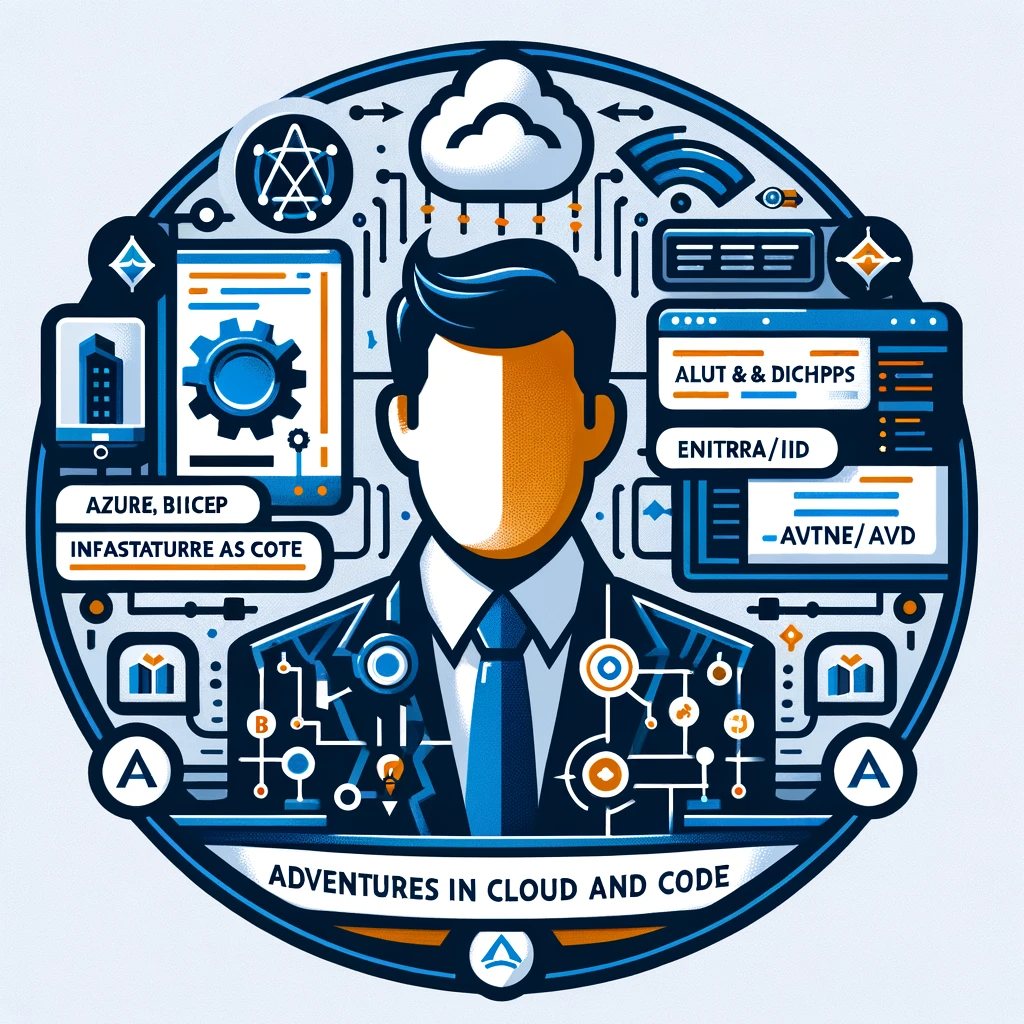 ALUT & & DICHPPS
ENITRRA/IID
AZURE, BIICEP
INFASTATURRE AS COTE
-AVTNE/ AVD
B
A
A
ADVENTURES IN CLOUD AND CODE